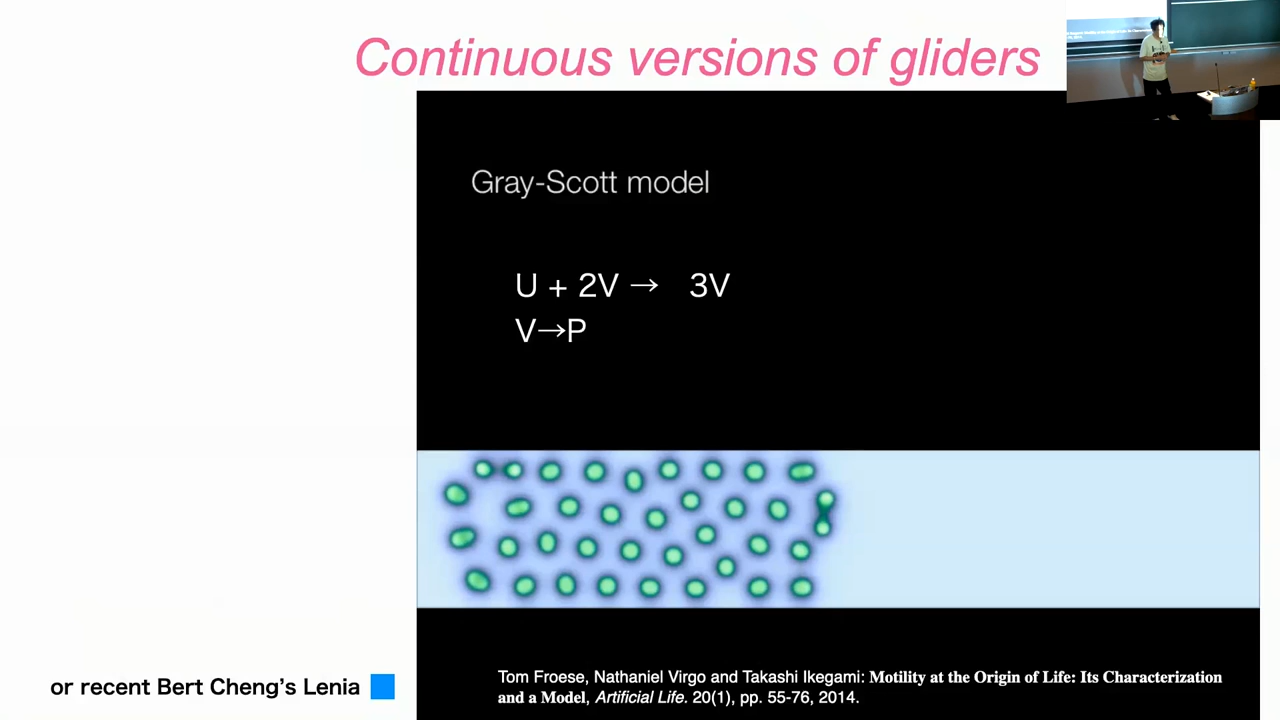 Continuous versions of gliders
Gray-Scott model
U + 2V → 3V
V→P
or recent Bert Cheng's Lenia
Tom Froese, Nathaniel Virgo and Takashi Ikegami: Motility at the Origin of Life: Its Characterization
and a Model, Artificial Life. 20(1), pp. 55-76, 2014.